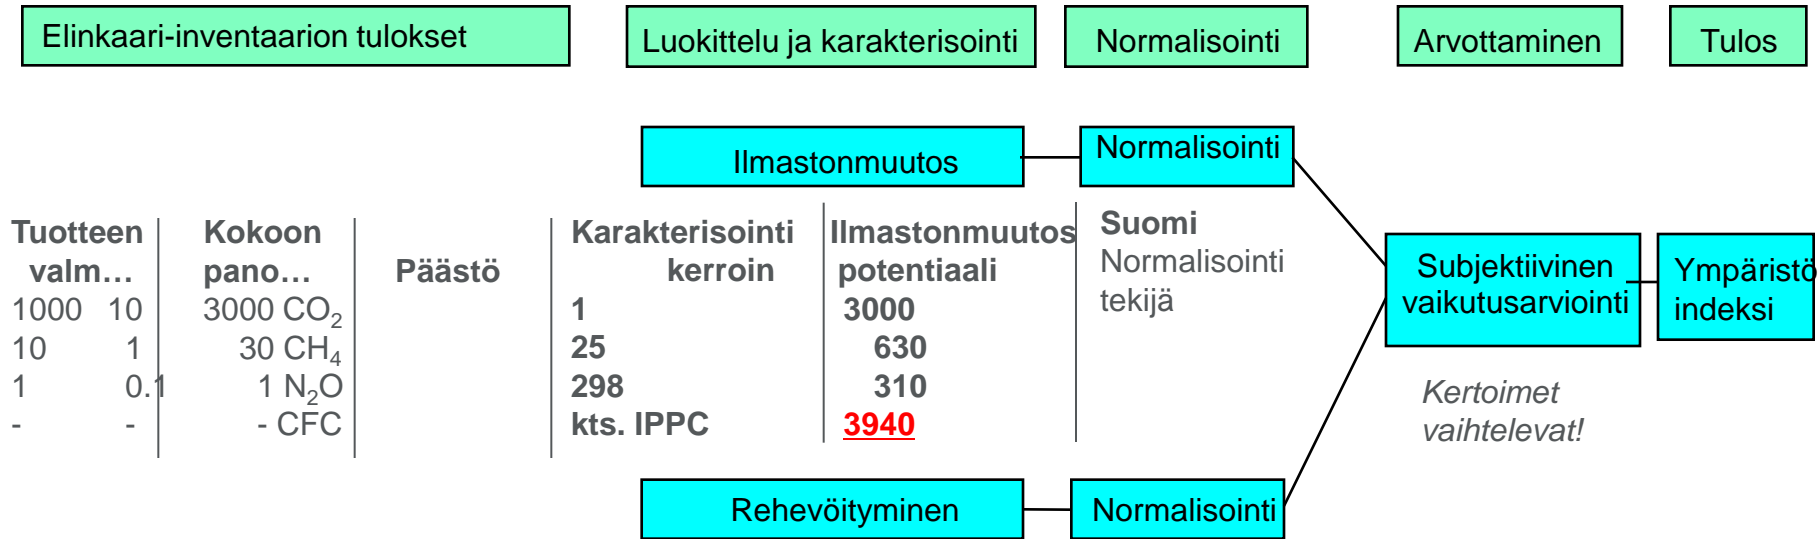 Elinkaari-inventaarion tulokset
Luokittelu ja karakterisointi
Normalisointi
Arvottaminen
Tulos
Ilmastonmuutos
Normalisointi
Tuotteen
valm…
Kokoon
pano…
Päästö
Karakterisointi
kerroin
Ilmastonmuutos
potentiaali
Suomi
Normalisointi
tekijä
1000 10 3000 CO₂ 1 3000
10 1 30 CH₄ 25 630
1 0.1 1 N₂O 298 310
- - - CFC kts. IPPC 3940
Subjektiivinen
vaikutusarviointi
Ympäristö
indeksi
Kertoimet
vaihtelevat!
Rehevöityminen
Normalisointi